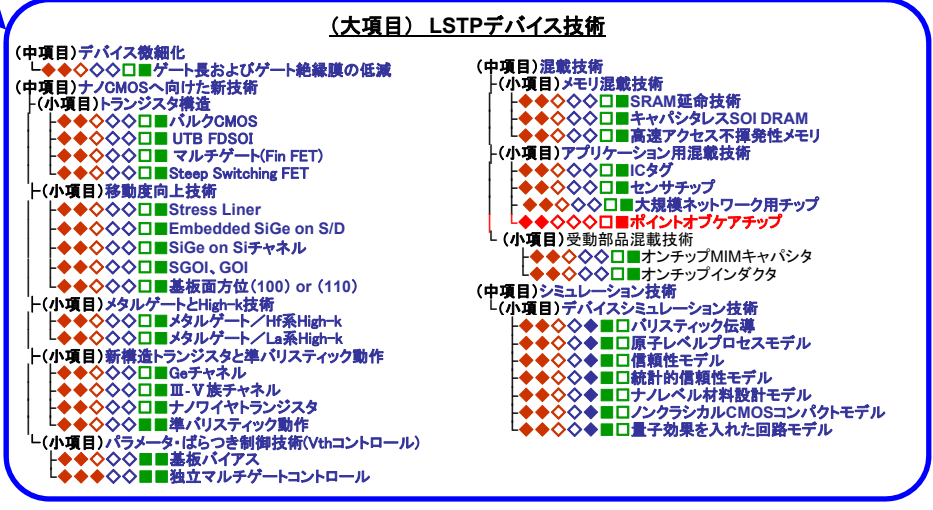 (大項目) LSTPデバイス技術
(中項目)デバイス微細化
◆◆◇◇◇□■ゲート長およびゲート絶縁膜の低減
(中項目)ナノCMOSへ向けた新技術
(小項目)トランジスタ構造
◆◆◇◇◇□■バルクCMOS
◆◆◇◇◇□■ UTB FDSOI
◆◆◇◇◇□■ マルチゲート(Fin FET)
◆◆◇◇◇□■Steep Switching FET
(小項目)移動度向上技術
◆◆◇◇◇□■Stress Liner
◆◆◇◇◇□■Embedded SiGe on S/D
◆◆◇◇◇□■SiGe on Siチャネル
◆◆◇◇◇□■SGOI、GOI
◆◆◇◇◇□■基板面方位(100) or (110)
(小項目)メタルゲートとHigh-k技術
◆◆◇◇◇□■メタルゲート/Hf系High-k
◆◆◇◇◇□■メタルゲート/La系High-k
(小項目)新構造トランジスタと準バリスティック動作
◆◆◇◇◇□■Geチャネル
◆◆◇◇◇□■Ⅲ-Ⅴ族チャネル
◆◆◇◇◇□■ナノワイヤトランジスタ
◆◆◇◇◇■■準バリスティック動作
(小項目)パラメータ・ばらつき制御技術(Vthコントロール)
◆◆◇◇◇■■基板バイアス
◆◆◆◇◇■■独立マルチゲートコントロール
(中項目)混載技術
(小項目)メモリ混載技術
◆◆◇◇◇□■SRAM延命技術
◆◆◇◇◇□■キャパシタレスSOI DRAM
◆◆◇◇◇□■高速アクセス不揮発性メモリ
(小項目)アプリケーション用混載技術
◆◆◇◇◇□■ICタグ
◆◆◇◇◇□■センサチップ
◆◆◇◇◇□■大規模ネットワーク用チップ
◆◆◇◇◇□■ポイントオブケアチップ
(小項目)受動部品混載技術
◆◆◇◇◇□■オンチップMIMキャパシタ
◆◆◇◇◇□■オンチップインダクタ
(中項目)シミュレーション技術
(小項目)デバイスシミュレーション技術
◆◆◇◇◆■□バリスティック伝導
◆◆◇◇◆■□原子レベルプロセスモデル
◆◆◇◇◆■□信頼性モデル
◆◆◇◇◆■□統計的信頼性モデル
◆◆◇◇◆■□ナノレベル材料設計モデル
◆◆◇◇◆■□ノンクラシカルCMOSコンパクトモデル
◆◆◇◇◆■□量子効果を入れた回路モデル